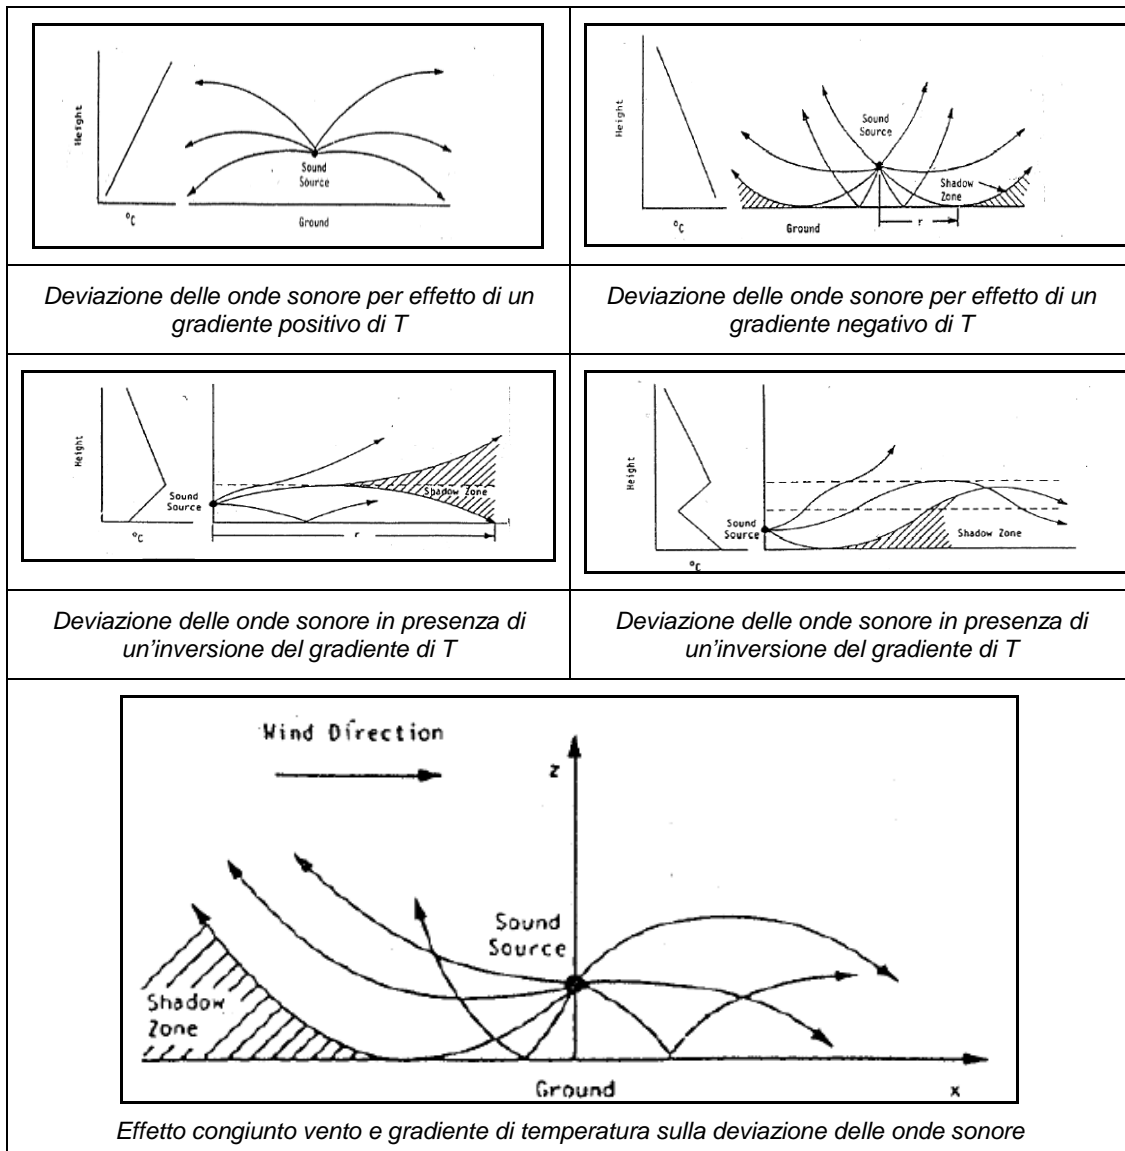 Height
°C
Sound
Source
Ground
Height
°C
Sound
Source
Shadow
Zone
Ground
r
Deviazione delle onde sonore per effetto di un
gradiente positivo di T
Deviazione delle onde sonore per effetto di un
gradiente negativo di T
Height
°C
Sound
Source
Shadow Zone
r
Height
°C
Sound
Source
Shadow Zone
Deviazione delle onde sonore in presenza di
un'inversione del gradiente di T
Deviazione delle onde sonore in presenza di
un'inversione del gradiente di T
Wind Direction
z
Sound
Source
Shadow
Zone
Ground
x
Effetto congiunto vento e gradiente di temperatura sulla deviazione delle onde sonore